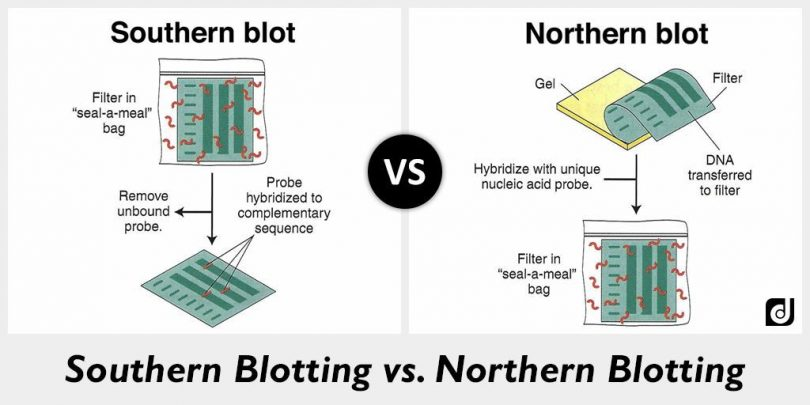 Southern blot
Filter in
“seal-a-meal”
bag
Remove
unbound
probe.
Probe
hybridized to
complementary
sequence
VS
Northern blot
Gel
Filter
DNA
transferred
to filter
Hybridize with unique
nucleic acid probe.
Filter in
“seal-a-meal”
bag
d
Southern Blotting vs. Northern Blotting